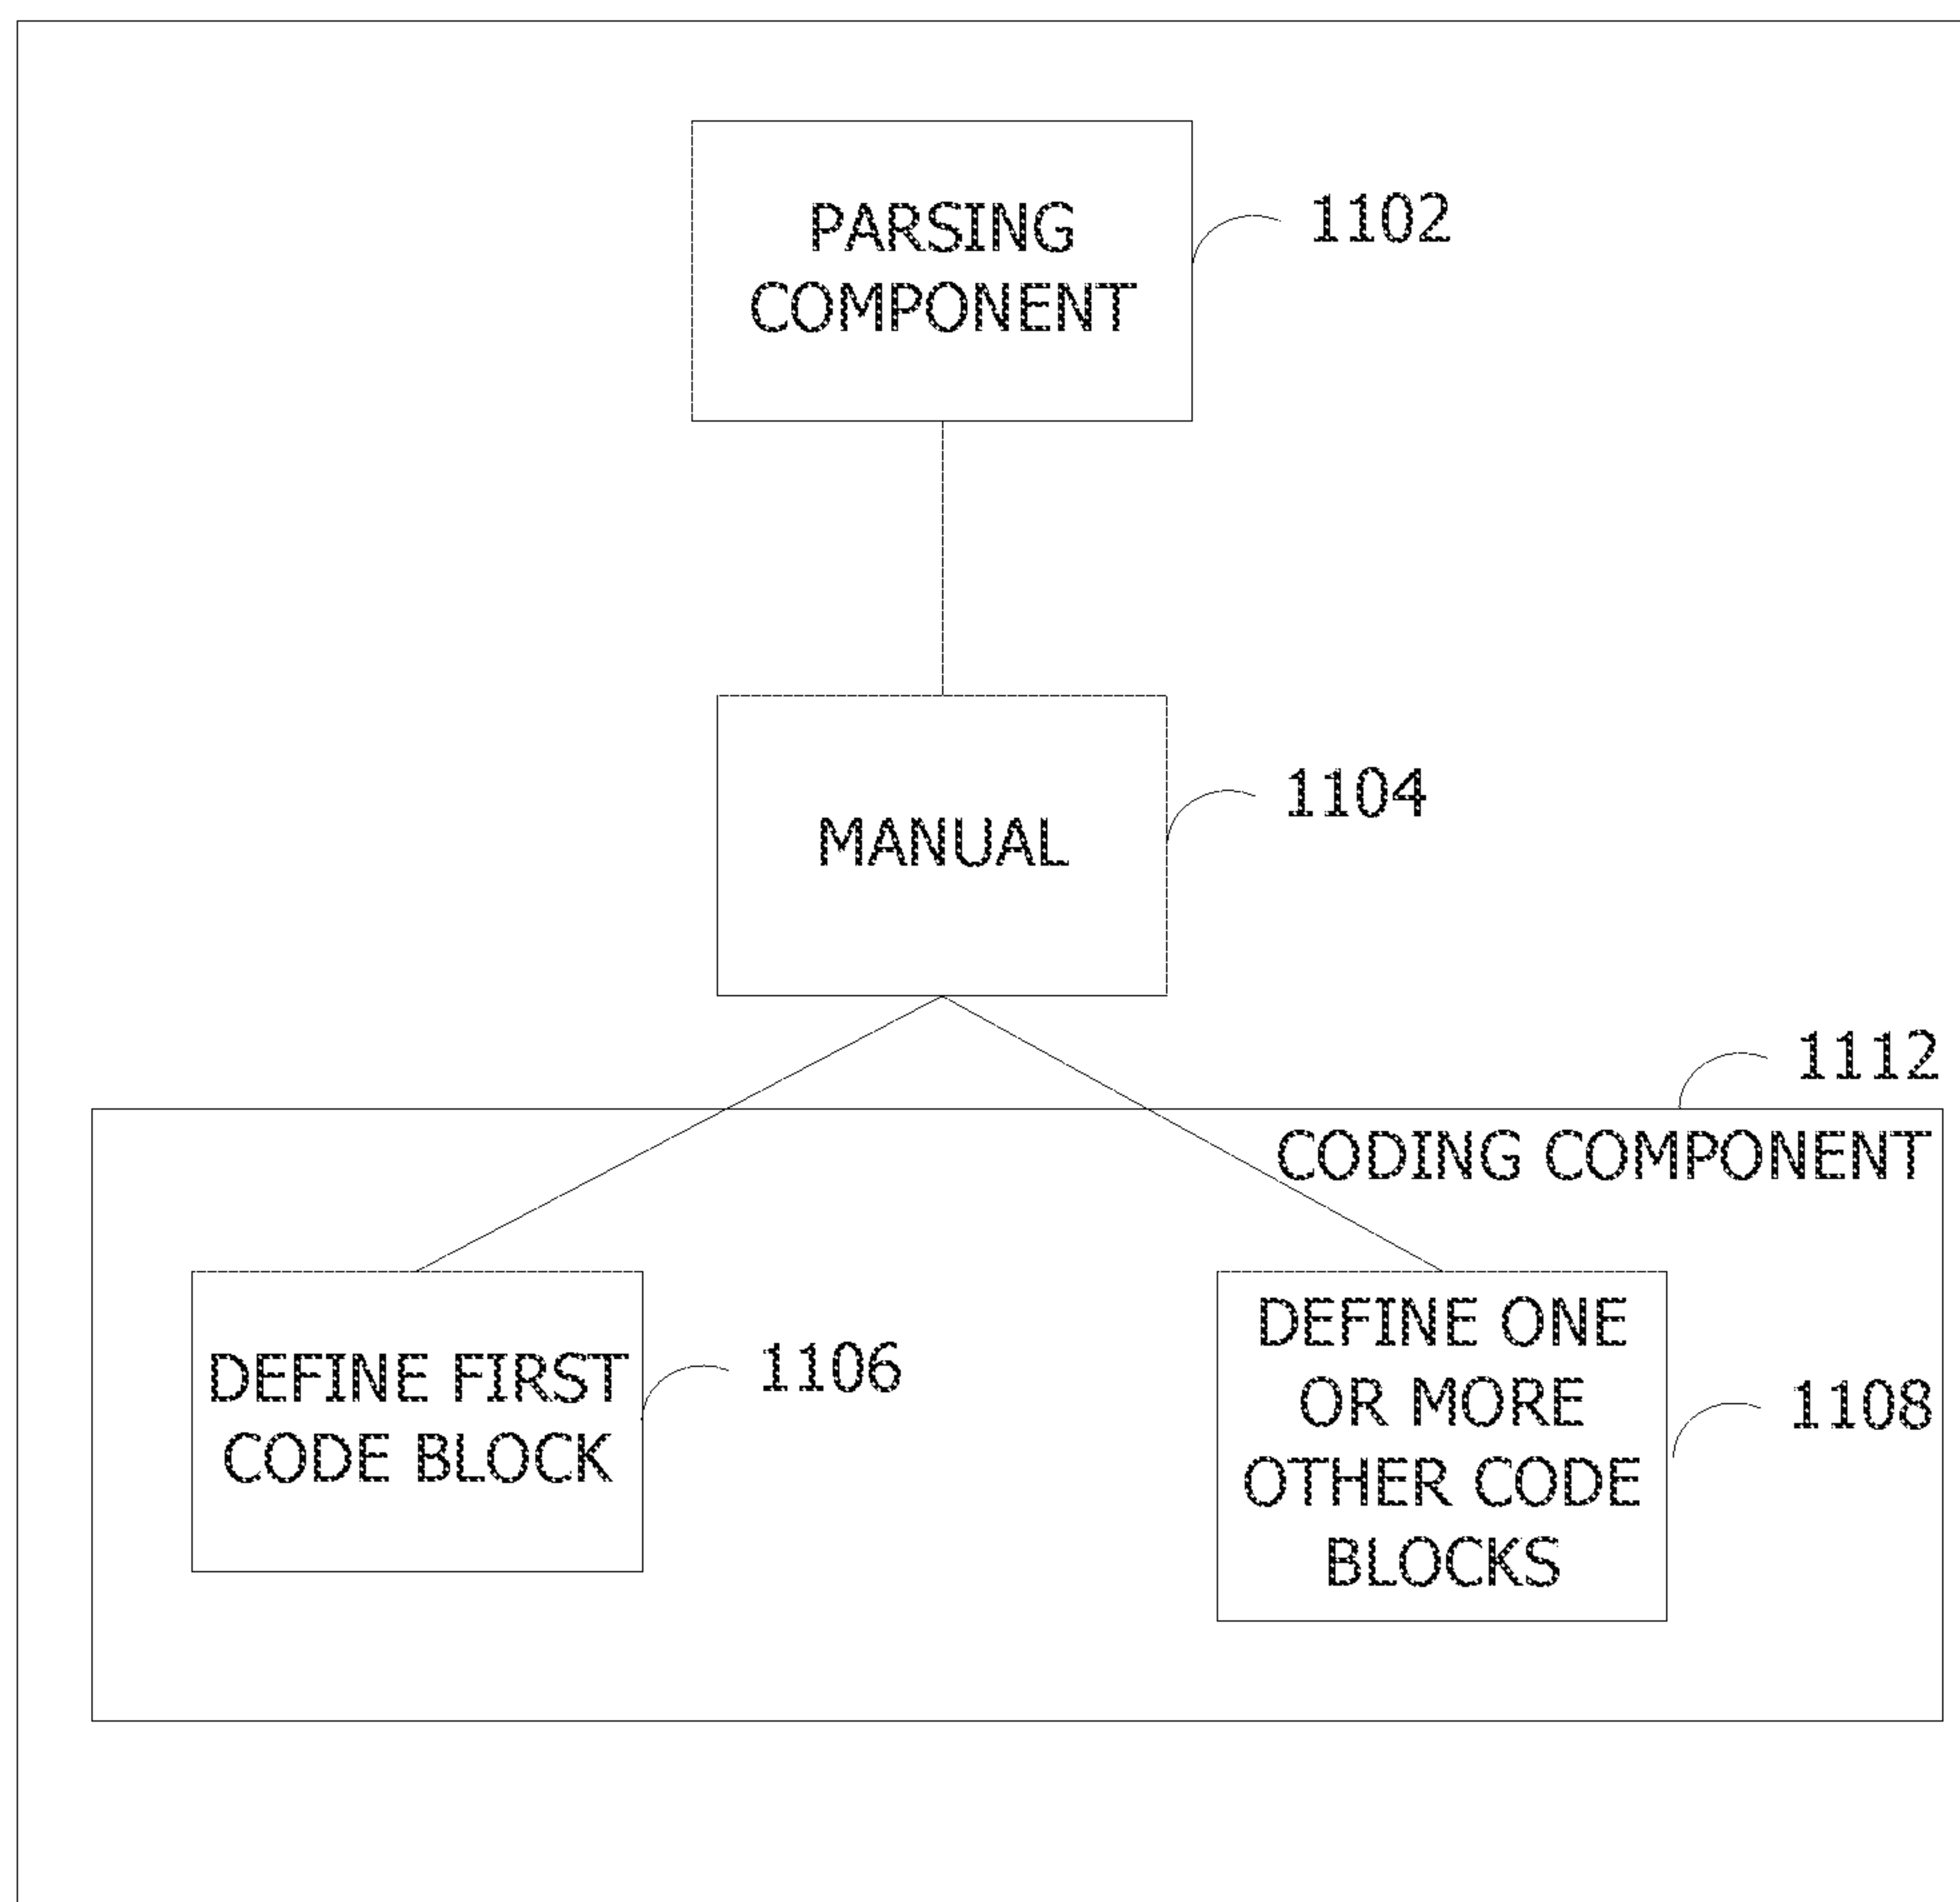 PARSING
COMPONENT
1102
MANUAL
1104
1112
CODING COMPONENT
DEFINE FIRST
CODE BLOCK
1106
DEFINE ONE
OR MORE
OTHER CODE
BLOCKS
1108